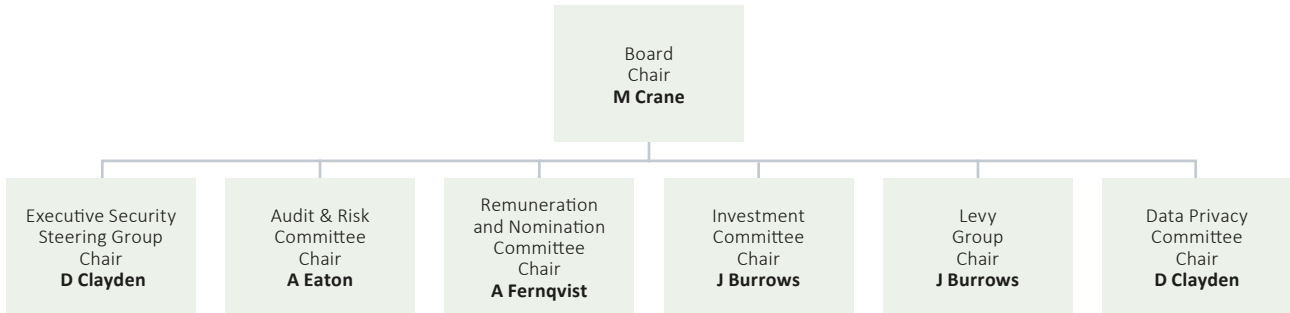 Board
Chair
M Crane
Executive Security
Steering Group
Chair
D Clayden
Audit & Risk
Committee
Chair
A Eaton
Remuneration
and Nomination
Committee
Chair
A Fernqvist
Investment
Committee
Chair
J Burrows
Levy
Group
Chair
J Burrows
Data Privacy
Committee
Chair
D Clayden